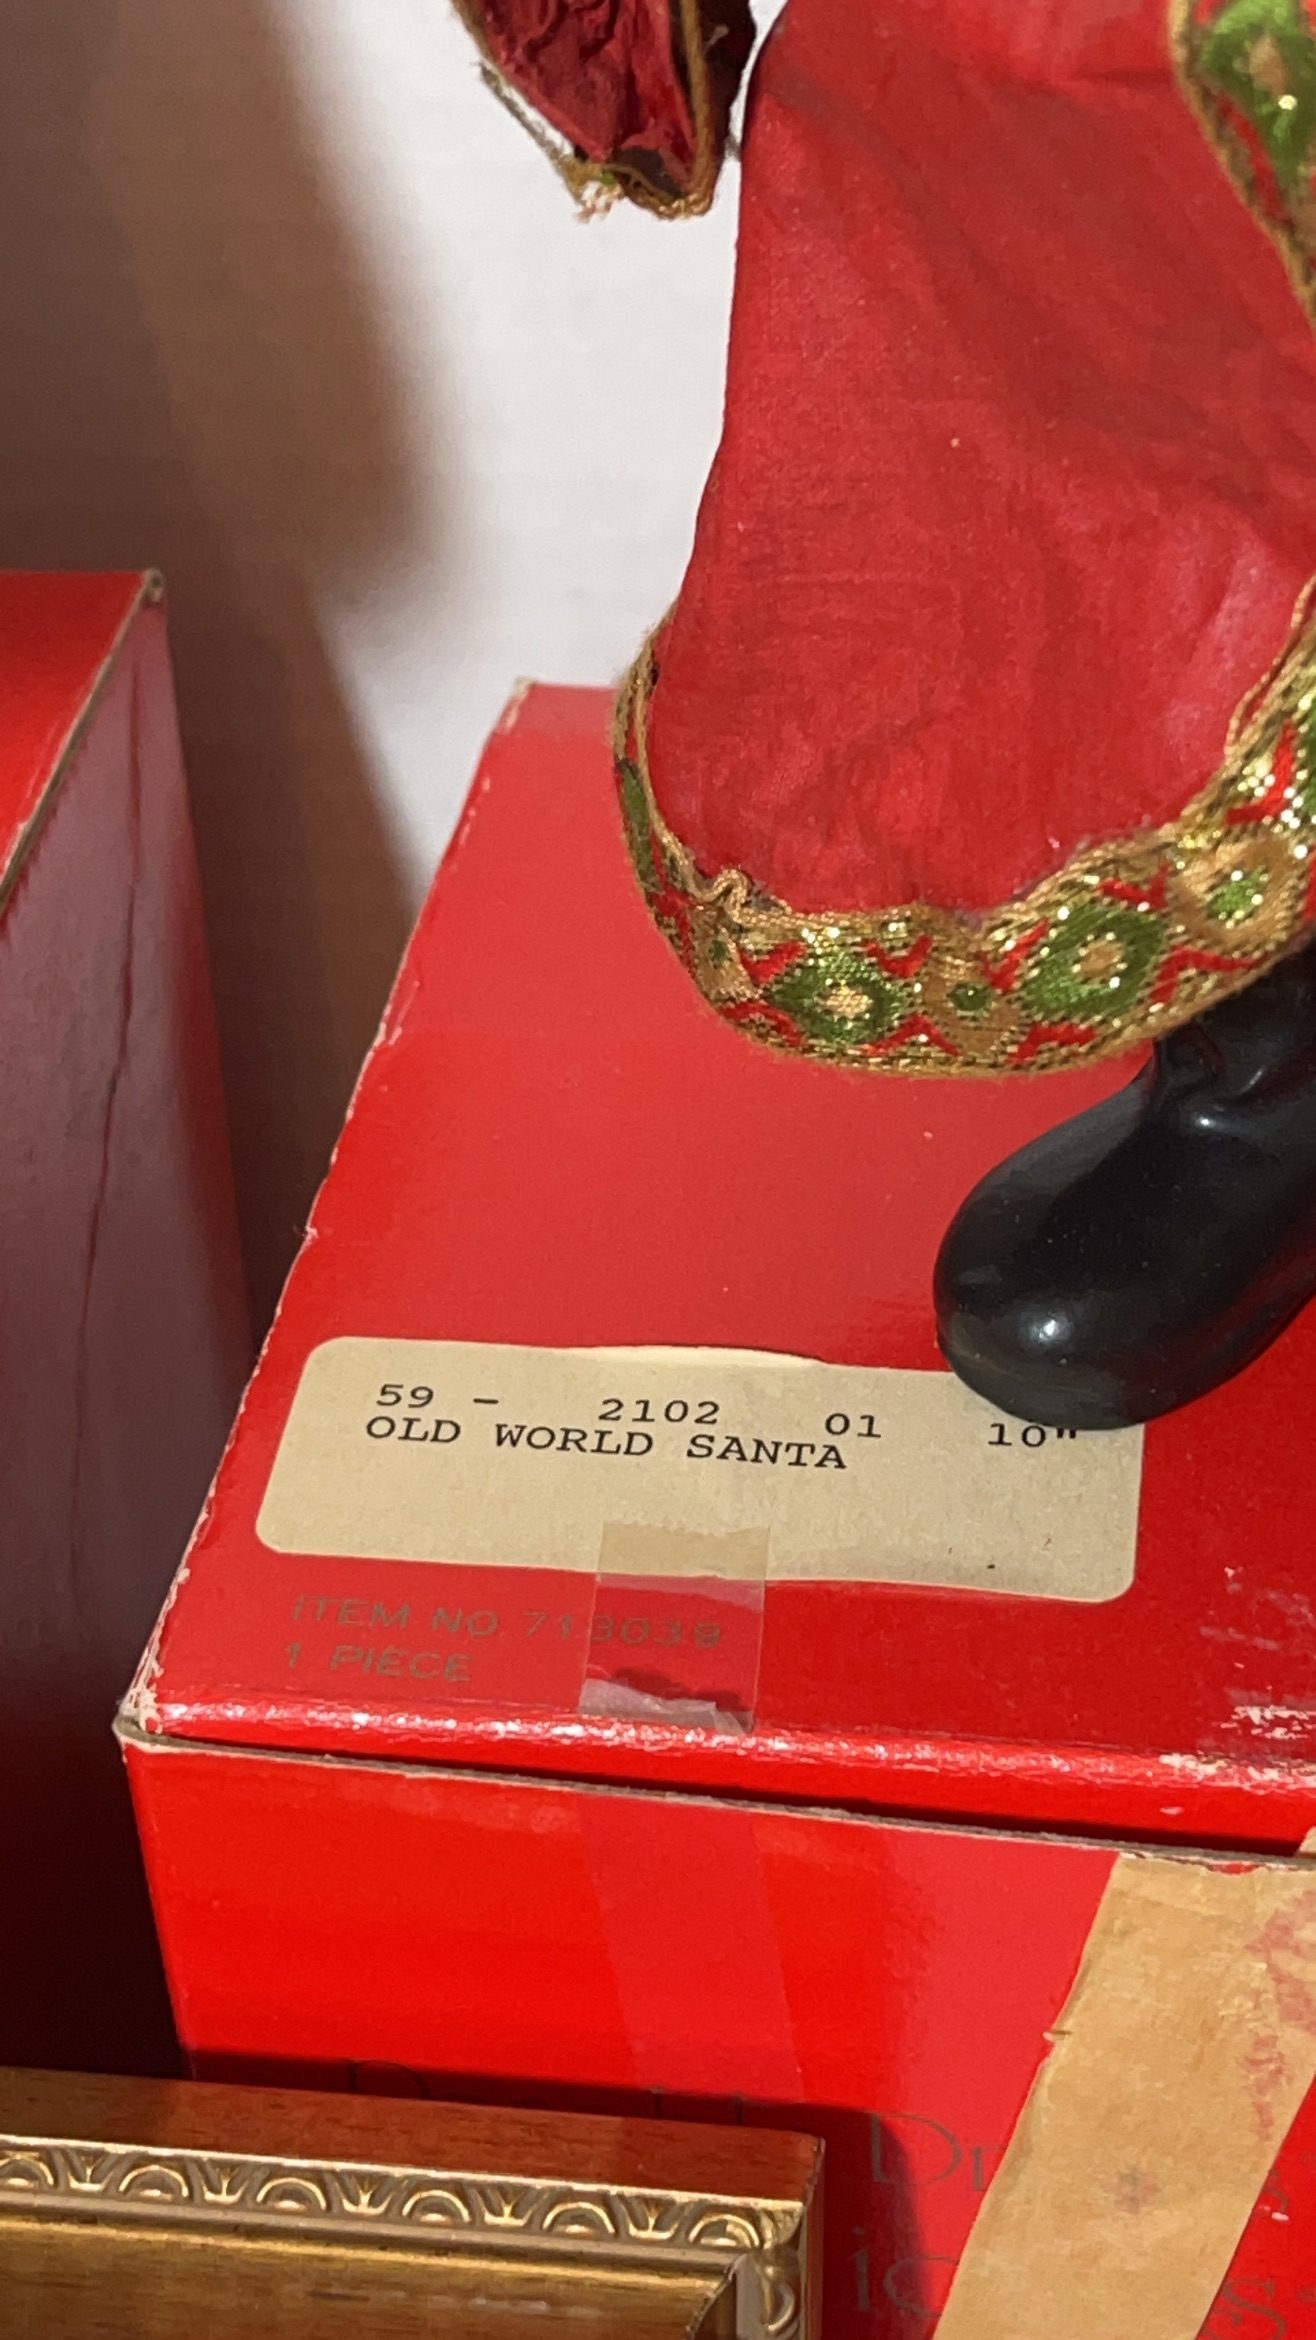 59 - 2102 01 10"
OLD WORLD SANTA
ITEM NO. 713039
1 PIECE